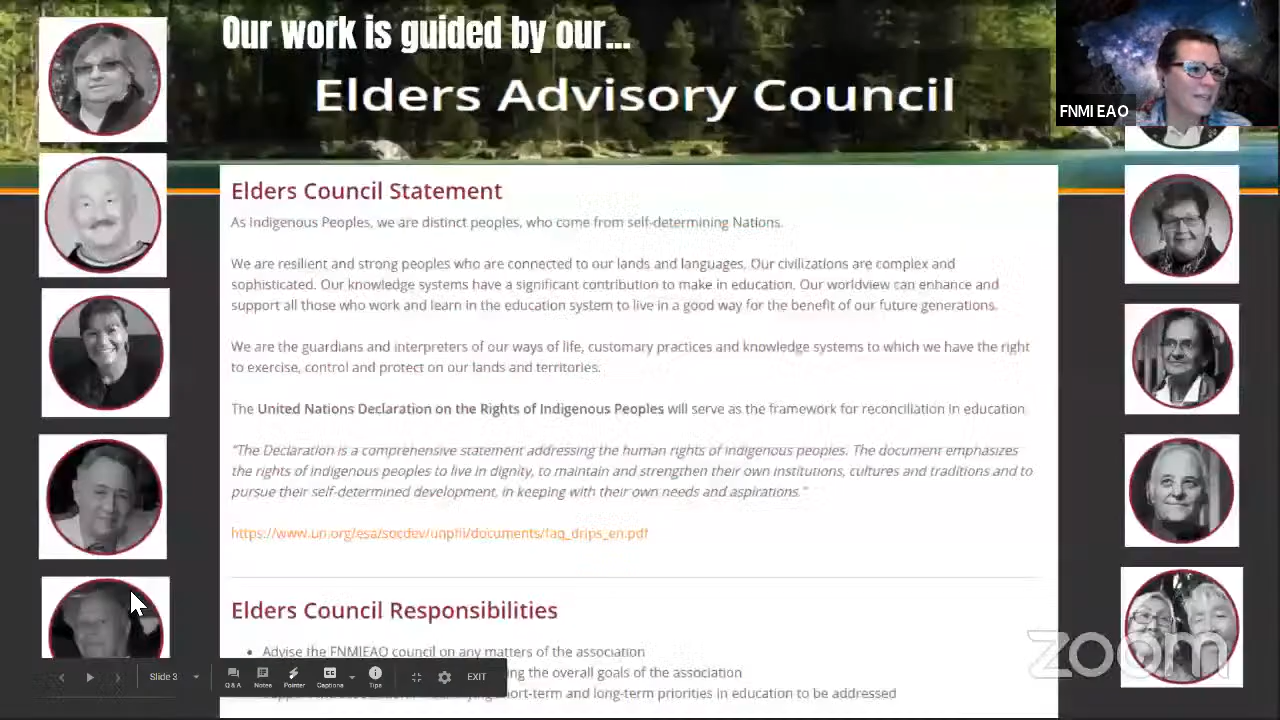 Our work is guided by our...
Elders Advisory Council
FNMI EAO
Elders Council Statement
As Indigenous Peoples, we are distinct peoples, who come from self-determining Nations.
We are resilient and strong peoples who are connected to our lands and languages. Our civilizations are complex and
sophisticated. Our knowledge systems have a significant contribution to make in education. Our worldview can enhance and
support all those who work and learn in the education system to live in a good way for the benefit of our future generations.
We are the guardians and interpreters of our ways of life, customary practices and knowledge systems to which we have the right
to exercise, control and protect on our lands and territories.
The United Nations Declaration on the Rights of Indigenous Peoples will serve as the framework for reconciliation in education
"The Declaration is a comprehensive statement addressing the human rights of indigenous peoples. The document emphasizes
the rights of indigenous peoples to live in dignity, to maintain and strengthen their own institutions, cultures and traditions and to
pursue their self-determined development, in keeping with their own needs and aspirations."
https://www.un.org/esa/socdev/unpfii/documents/faq_drips_en.pdf
Elders Council Responsibilities
• Advise the FNMIEAO council on any matters of the association
ing the overall goals of the association
short-term and long-term priorities in education to be addressed
Slide 3
Q & A
Notes
Pointer
Captions
Tips
EXIT
zoom